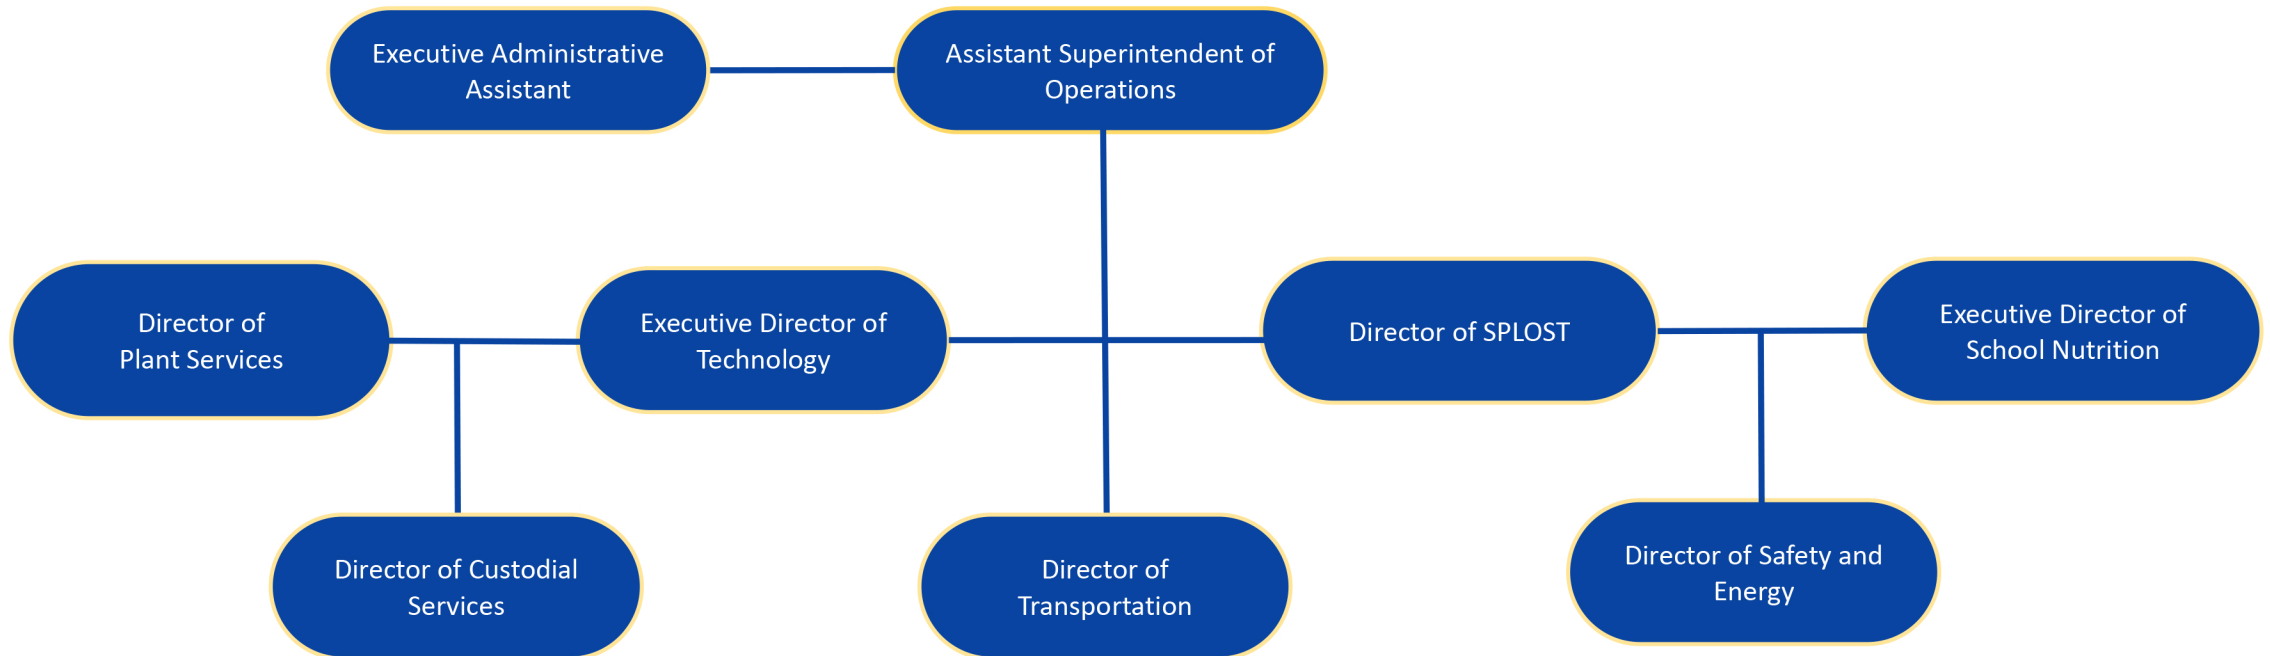 Executive Administrative
Assistant
Assistant Superintendent of
Operations
Director of
Plant Services
Executive Director of
Technology
Director of SPLOST
Executive Director of
School Nutrition
Director of Custodial
Services
Director of
Transportation
Director of Safety and
Energy